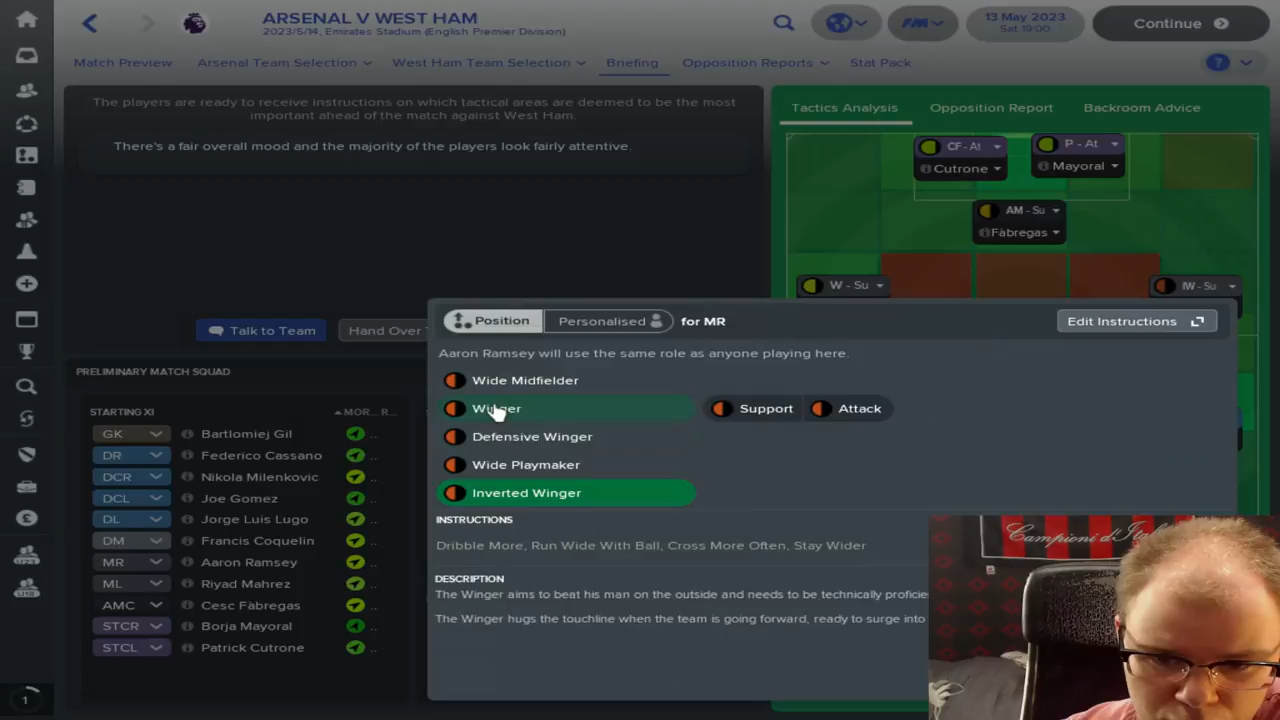 ARSENAL V WEST HAM
2023/5/14, Emirates Stadium (English Premier Division)
FM
13 May 2023
Sat 19:00
Continue
Match Preview
Arsenal Team Selection
West Ham Team Selection
Briefing
Opposition Reports
Stat Pack
?
The players are ready to receive instructions on which tactical areas are deemed to be the most
important ahead of the match against West Ham.
There's a fair overall mood and the majority of the players look fairly attentive.
Talk to Team
Hand Over
Tactics Analysis
Opposition Report
Backroom Advice
CF - At
Cutrone
P - At
Mayoral
AM - Su
Fàbregas
W - Su
IW - Su
Position
Personalised
for MR
Edit Instructions
Aaron Ramsey will use the same role as anyone playing here.
Wide Midfielder
Winger
Support
Attack
Defensive Winger
Wide Playmaker
Inverted Winger
INSTRUCTIONS
Dribble More, Run Wide With Ball, Cross More Often, Stay Wider
DESCRIPTION
The Winger aims to beat his man on the outside and needs to be technically
The Winger hugs the touchline when the team is going forward, ready to surge into
PRELIMINARY MATCH SQUAD
STARTING XI
MOR... R...
GK Bartlomiej Gil
DR Federico Cassano
DCR Nikola Milenkovic
DCL Joe Gomez
DL Jorge Luis Lugo
DM Francis Coquelin
MR Aaron Ramsey
ML Riyad Mahrez
AMC Cesc Fàbregas
STCR Borja Mayoral
STCL Patrick Cutrone
U23
U18
1
Campioni d'